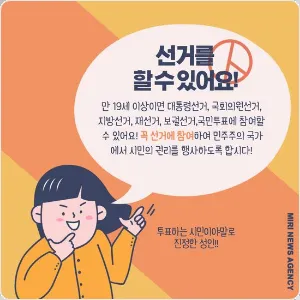 선거를
할 수 있어요!
만 19세 이상이면 대통령선거, 국회의원선거,
지방선거, 재선거, 보궐선거,국민투표에 참여할
수 있어요! 꼭 선거에 참여하여 민주주의 국가
에서 시민의 권리를 행사하도록 합시다!
투표하는 시민이야말로
진정한 성인!!
MIRI NEWS AGENCY